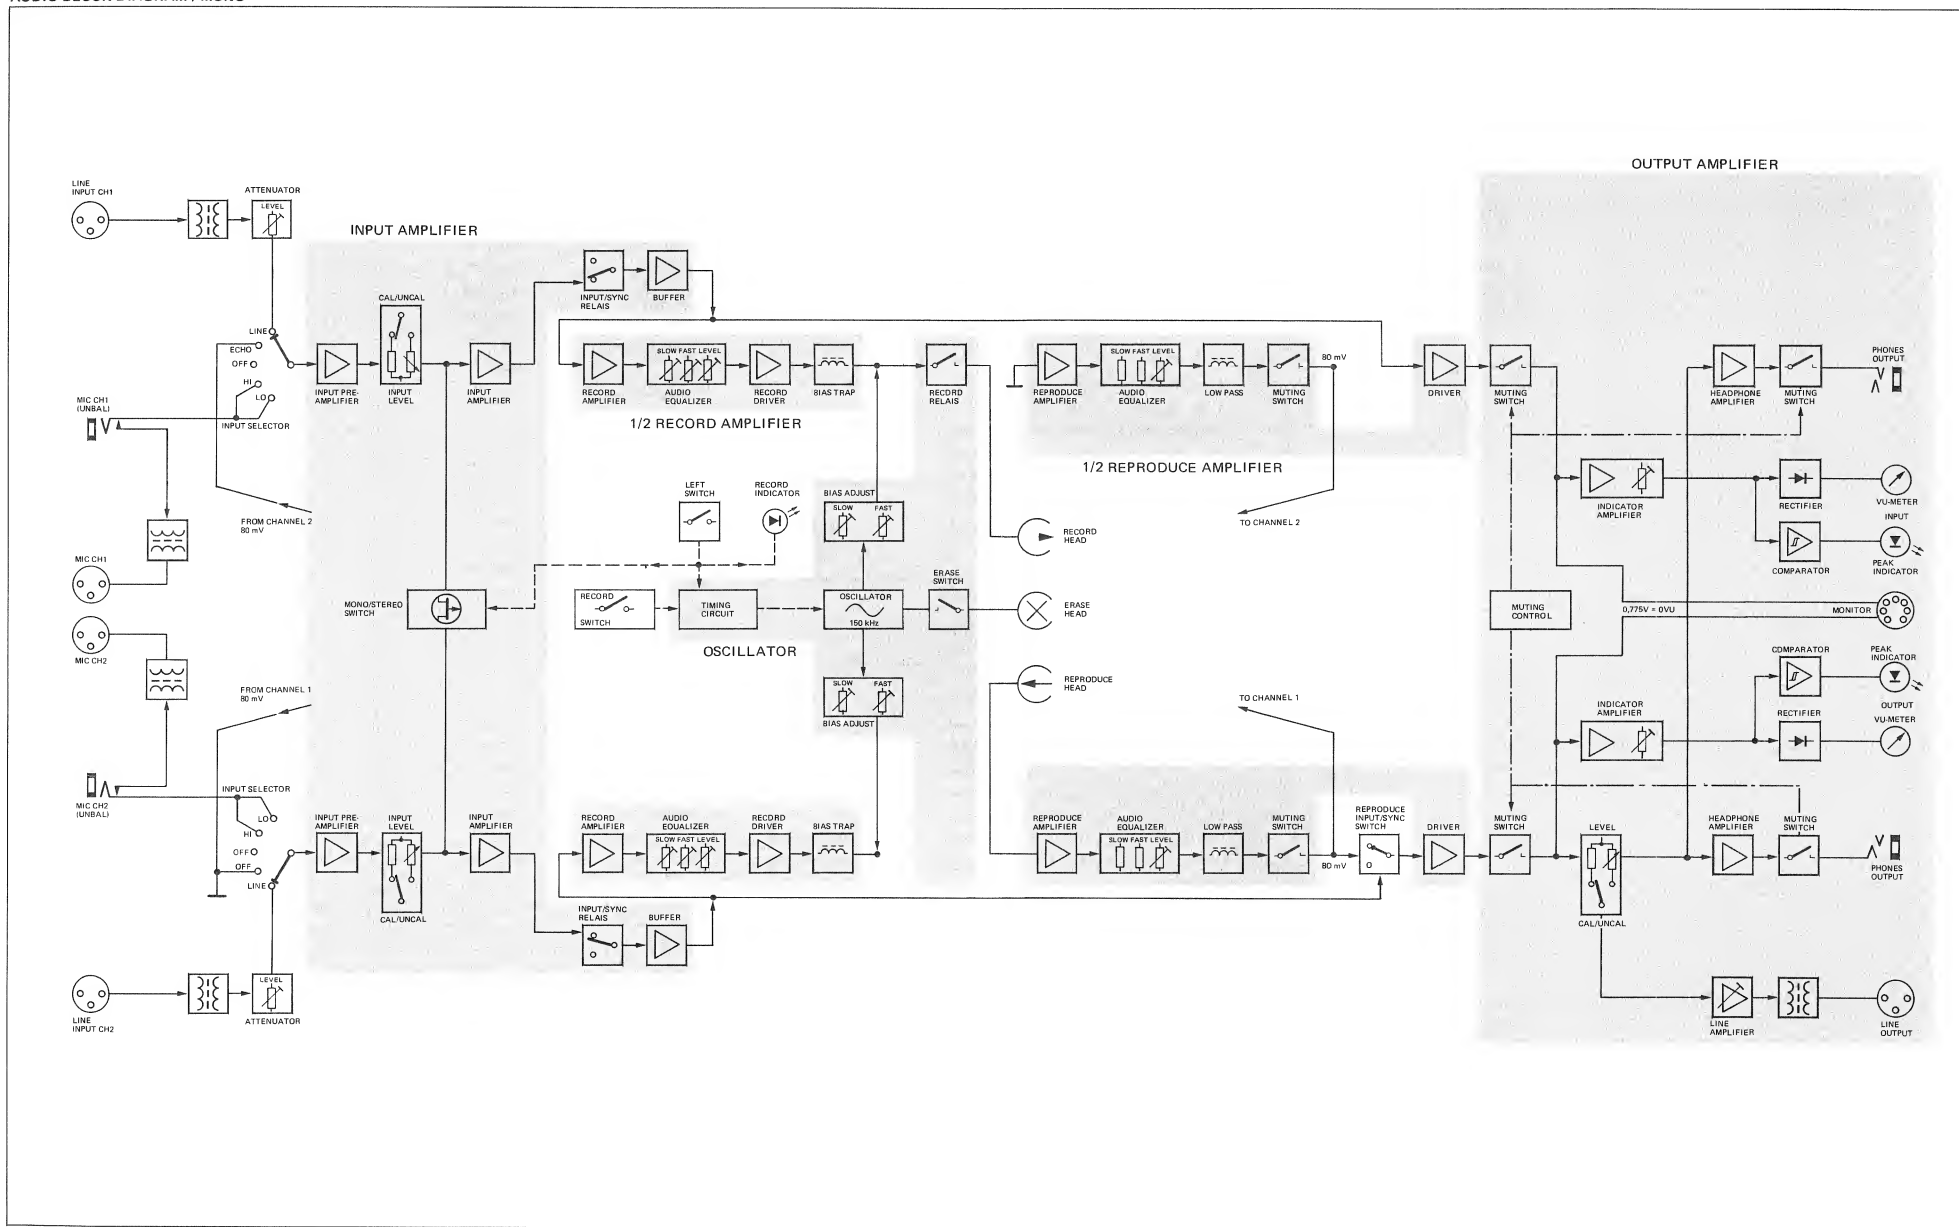 OUTPUT AMPLIFIER
LINE
INPUT CH1
ATTENUATOR
LEVEL
INPUT AMPLIFIER
CAL/UNCAL
INPUT/SYNC
RELAIS
BUFFER
LINE
ECHO
OFF
HI
LO
INPUT SELECTOR
MIC CH1
(UNBAL)
INPUT PRE-
AMPLIFIER
INPUT
LEVEL
INPUT
AMPLIFIER
RECORD
AMPLIFIER
SLOW FAST LEVEL
AUDIO
EQUALIZER
RECORD
DRIVER
BIAS TRAP
RECORD
RELAIS
REPRODUCE
AMPLIFIER
SLOW FAST LEVEL
AUDIO
EQUALIZER
LOW PASS
MUTING
SWITCH
80 mV
DRIVER
MUTING
SWITCH
HEADPHONE
AMPLIFIER
MUTING
SWITCH
PHONES
OUTPUT
1/2 RECORD AMPLIFIER
1/2 REPRODUCE AMPLIFIER
FROM CHANNEL 2
80 mV
LEFT
SWITCH
RECORD
INDICATOR
BIAS ADJUST
SLOW
FAST
RECORD
HEAD
TO CHANNEL 2
INDICATOR
AMPLIFIER
RECTIFIER
VU-METER
INPUT
COMPARATOR
PEAK
INDICATOR
MIC CH1
MONO/STEREO
SWITCH
RECORD
SWITCH
TIMING
CIRCUIT
OSCILLATOR
150 kHz
ERASE
SWITCH
ERASE
HEAD
MUTING
CONTROL
0,775V = 0VU
MONITOR
OSCILLATOR
MIC CH2
FROM CHANNEL 1
80 mV
SLOW
FAST
BIAS ADJUST
REPRODUCE
HEAD
TO CHANNEL 1
COMPARATOR
PEAK
INDICATOR
INDICATOR
AMPLIFIER
RECTIFIER
OUTPUT
VU-METER
MIC CH2
(UNBAL)
INPUT SELECTOR
LO
HI
OFF
OFF
LINE
INPUT PRE-
AMPLIFIER
INPUT
LEVEL
INPUT
AMPLIFIER
CAL/UNCAL
RECORD
AMPLIFIER
AUDIO
EQUALIZER
SLOW FAST LEVEL
RECORD
DRIVER
BIAS TRAP
REPRODUCE
AMPLIFIER
AUDIO
EQUALIZER
SLOW FAST LEVEL
LOW PASS
MUTING
SWITCH
80 mV
REPRODUCE
INPUT/SYNC
SWITCH
DRIVER
MUTING
SWITCH
LEVEL
CAL/UNCAL
HEADPHONE
AMPLIFIER
MUTING
SWITCH
PHONES
OUTPUT
INPUT/SYNC
RELAIS
BUFFER
LINE
INPUT CH2
LEVEL
ATTENUATOR
LINE
AMPLIFIER
LINE
OUTPUT